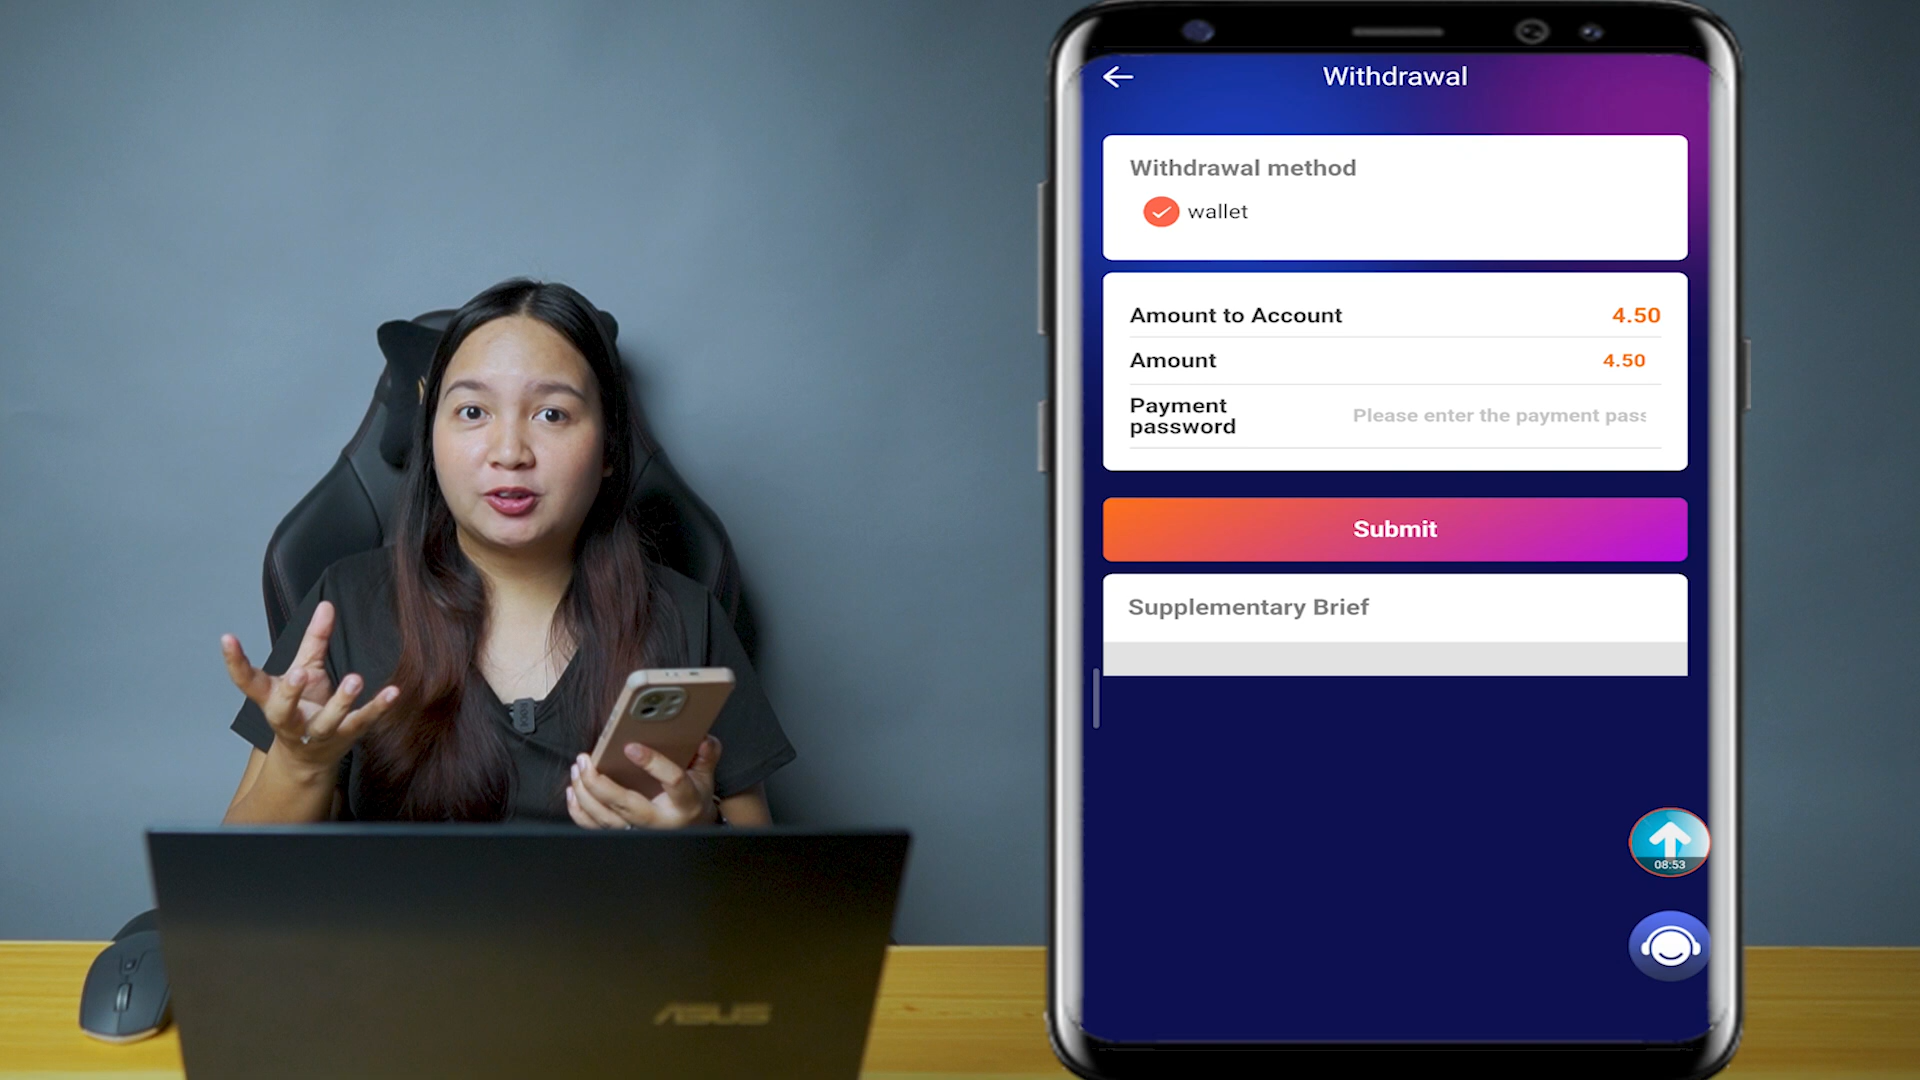 Withdrawal
Withdrawal method
wallet
Amount to Account 4.50
Amount 4.50
Payment
password
Please enter the payment pass
Submit
Supplementary Brief
08:53
ASUS